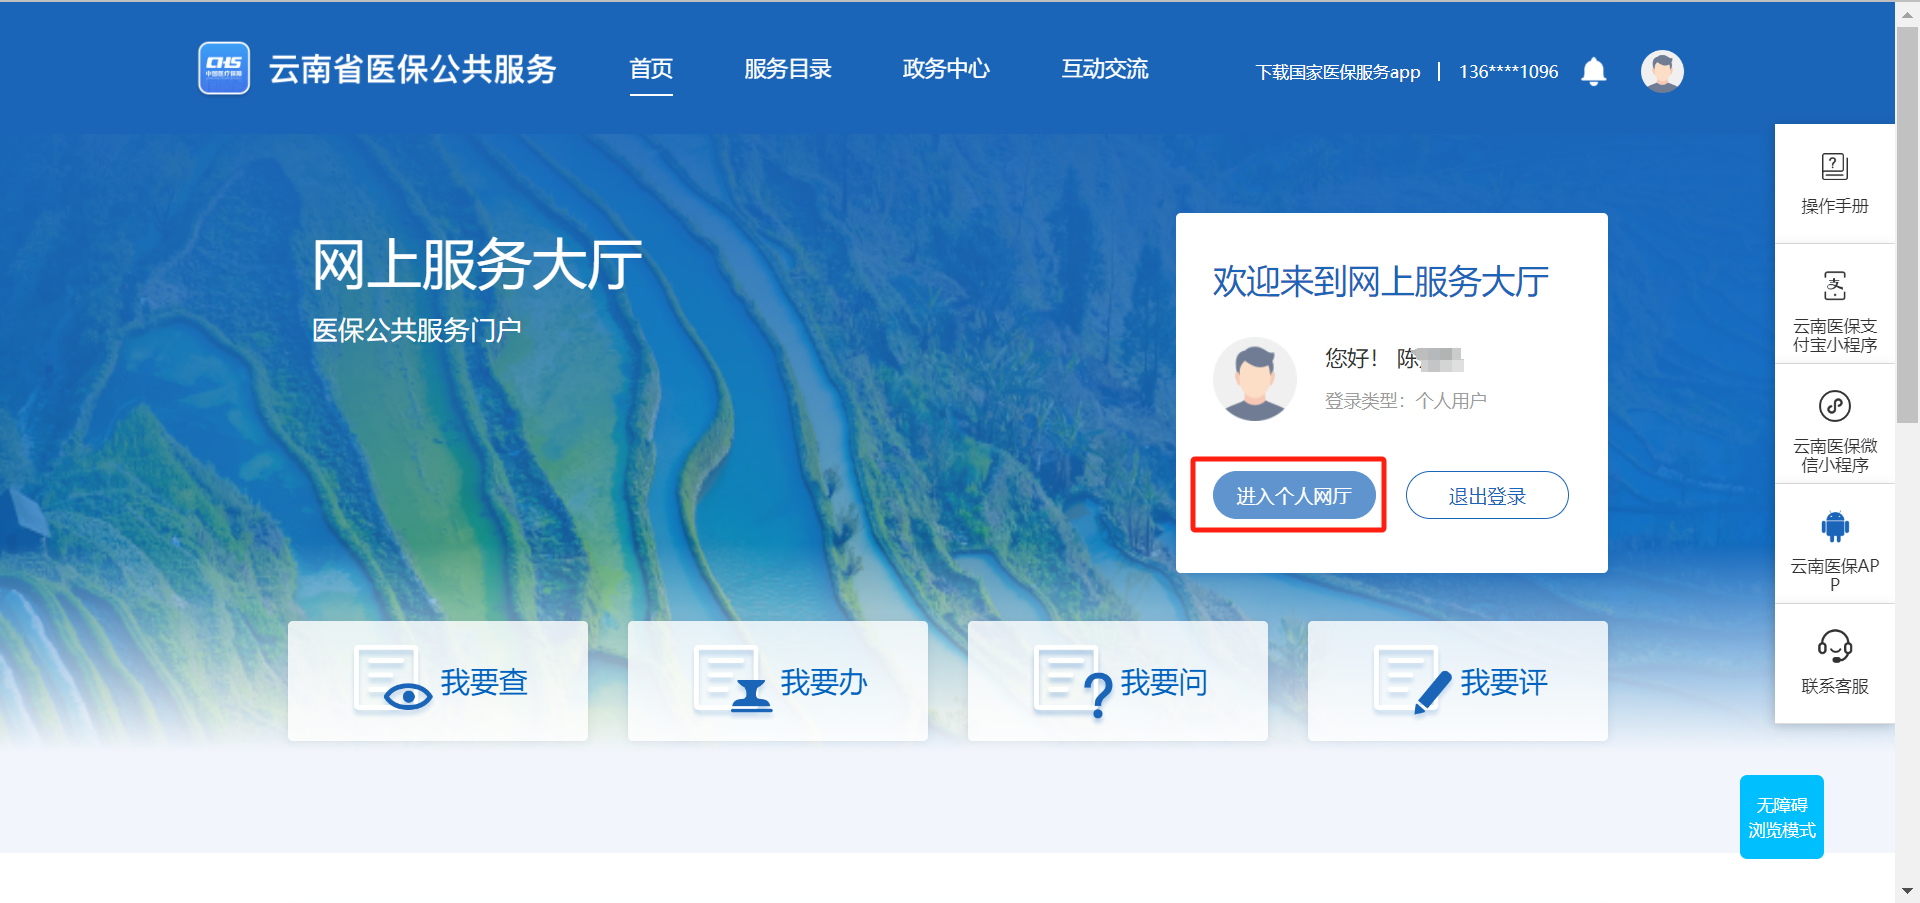 CHS
中国医疗保障
云南省医保公共服务
首页
服务目录
政务中心
互动交流
下载国家医保服务app
136****1096
网上服务大厅
医保公共服务门户
欢迎来到网上服务大厅
您好！ 陈
登录类型：个人用户
进入个人网厅
退出登录
我要查
我要办
我要问
我要评
操作手册
云南医保支
付宝小程序
云南医保微
信小程序
云南医保AP
P
联系客服
无障碍
浏览模式